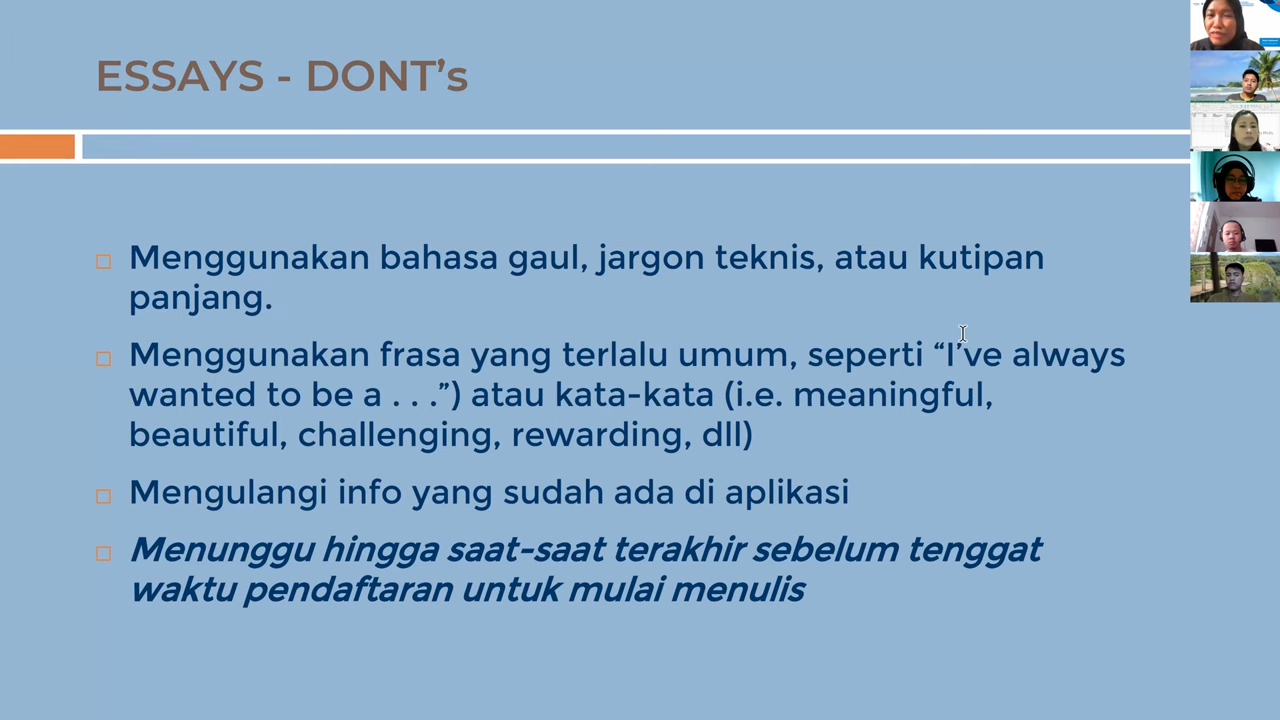 ESSAYS - DONT's
Menggunakan bahasa gaul, jargon teknis, atau kutipan
panjang.
Menggunakan frasa yang terlalu umum, seperti “I’ve always
wanted to be a . . .”) atau kata-kata (i.e. meaningful,
beautiful, challenging, rewarding, dll)
Mengulangi info yang sudah ada di aplikasi
Menunggu hingga saat-saat terakhir sebelum tenggat
waktu pendaftaran untuk mulai menulis